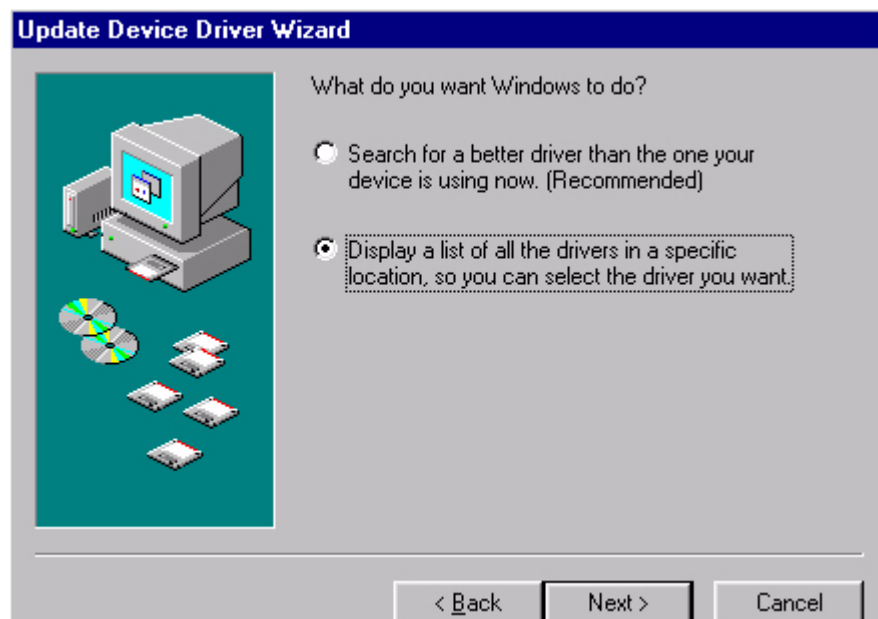 Update Device Driver Wizard
What do you want Windows to do?
Search for a better driver than the one your
device is using now. (Recommended)
Display a list of all the drivers in a specific
location, so you can select the driver you want.
< Back
Next >
Cancel